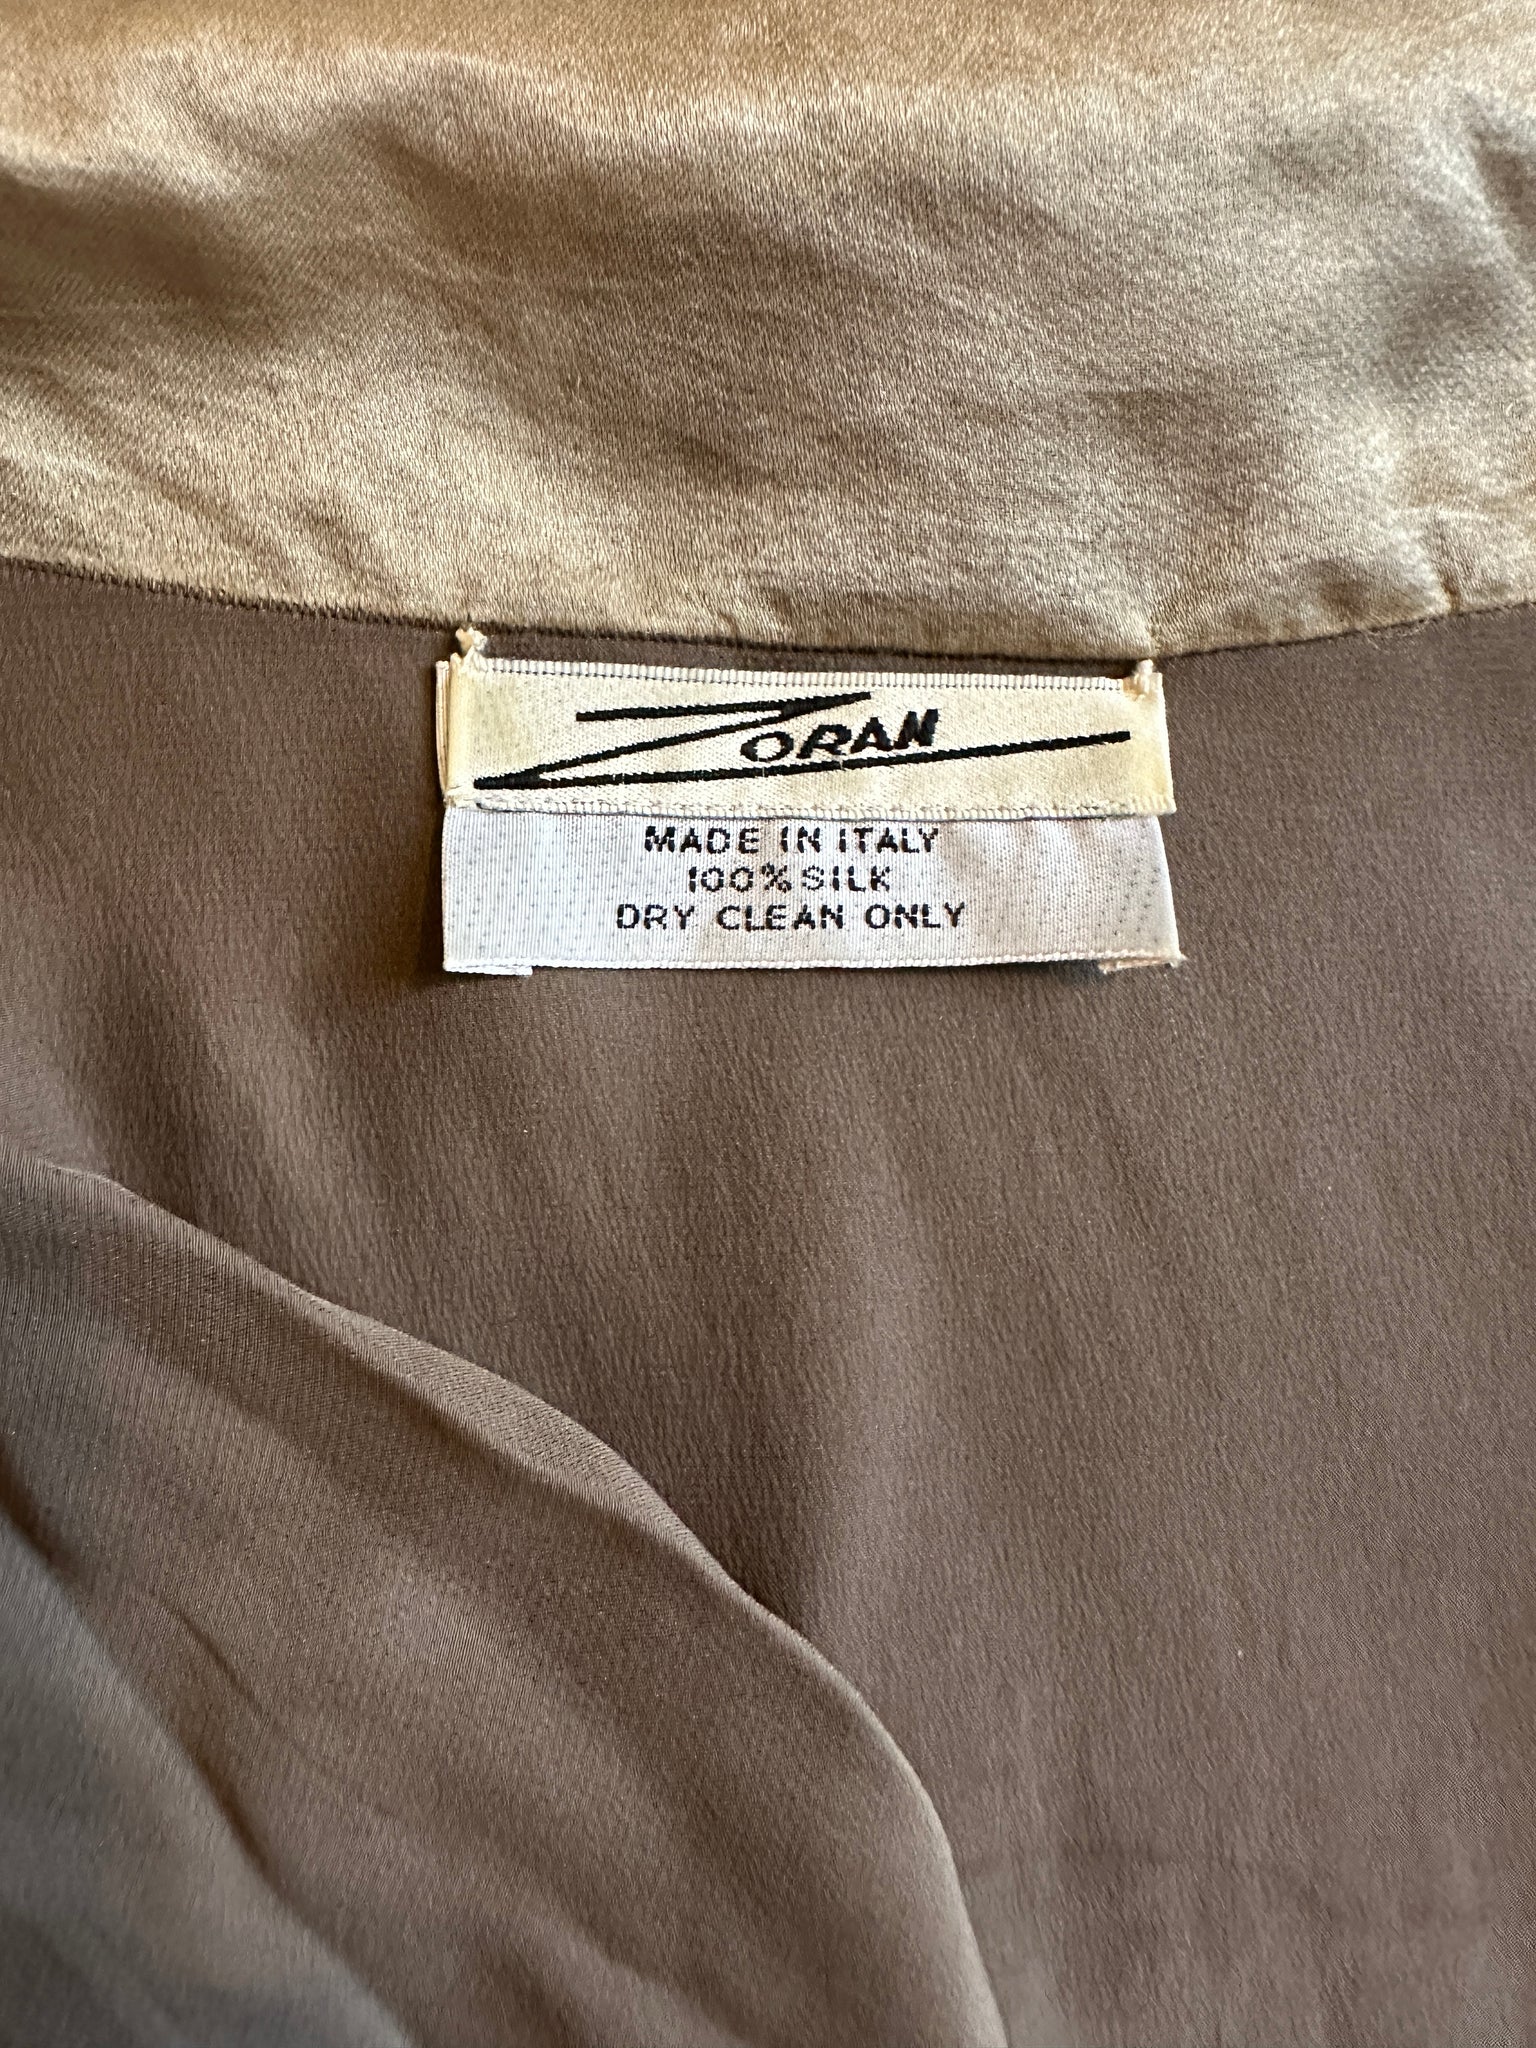 ZORAN
MADE IN ITALY
100% SILK
DRY CLEAN ONLY